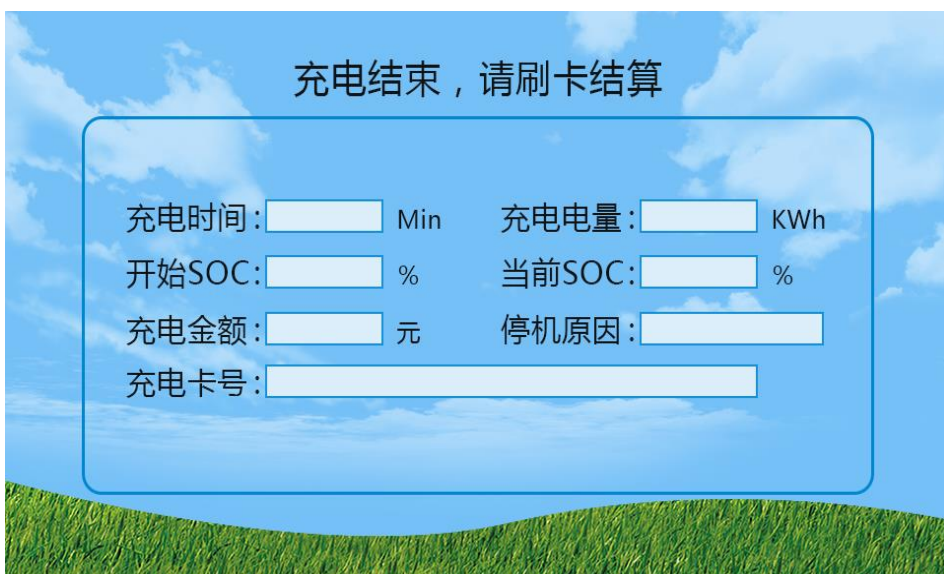 充电结束，请刷卡结算
充电时间: Min 充电电量: KWh
开始SOC: % 当前SOC: %
充电金额: 元 停机原因:
充电卡号: